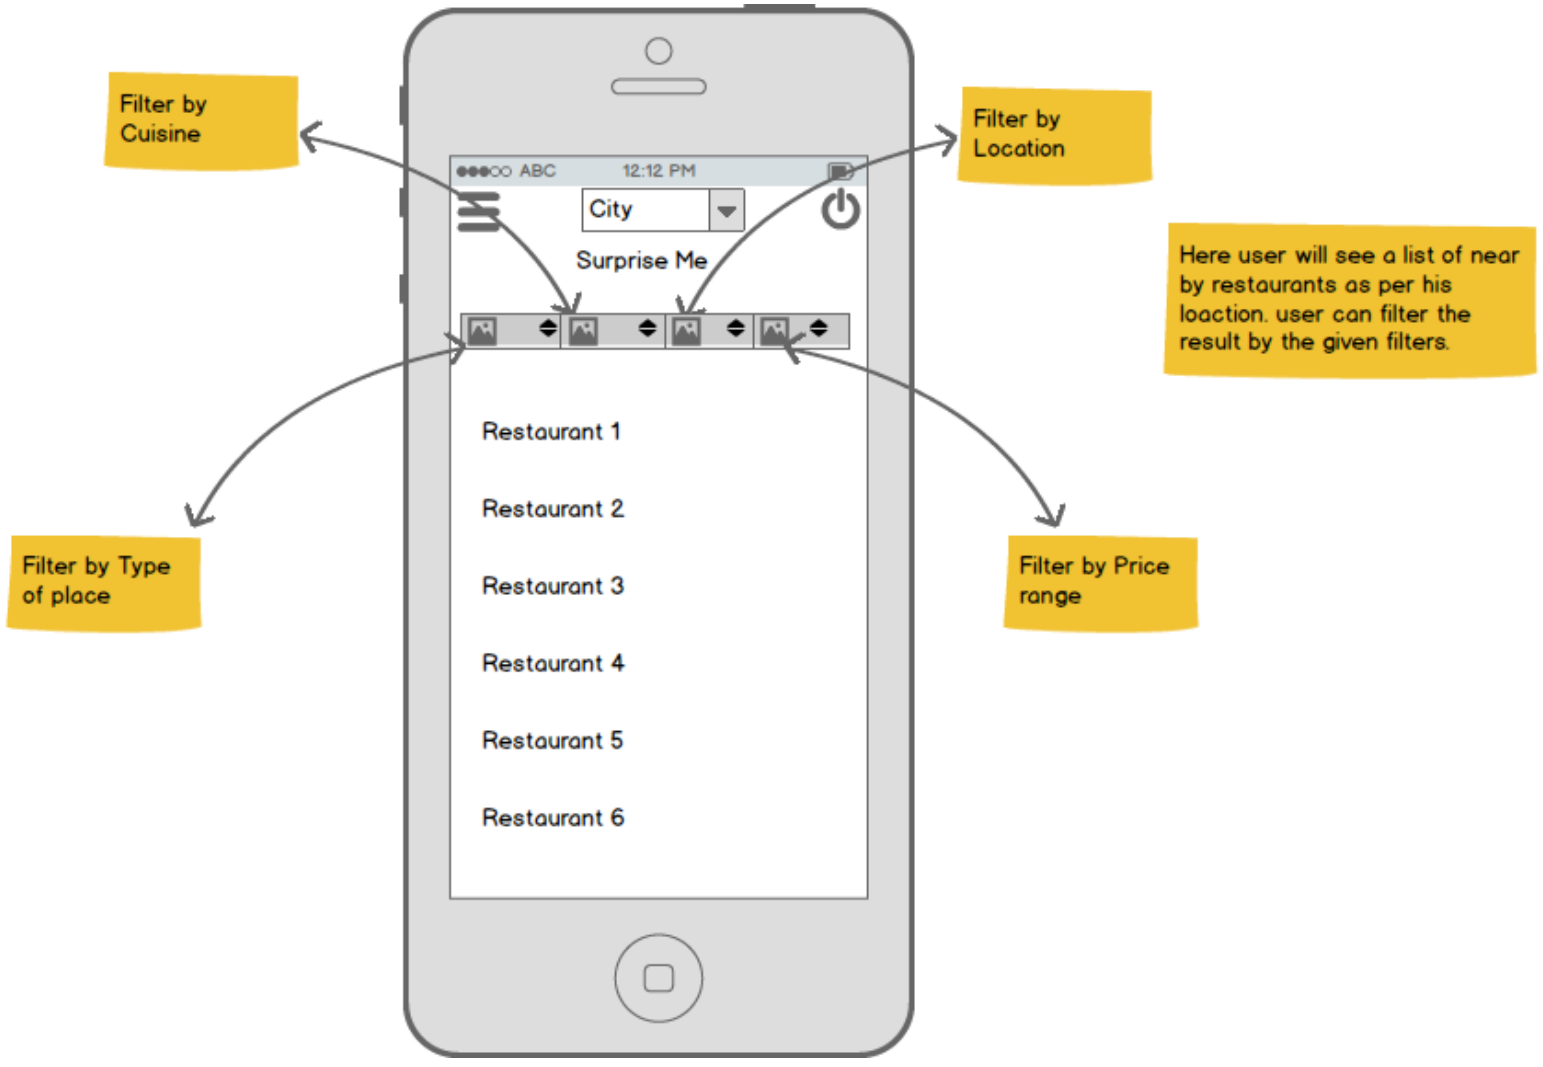 Filter by
Cuisine
Filter by
Location
●●●○○ ABC 12:12 PM
City
Surprise Me
Here user will see a list of near
by restaurants as per his
loaction. user can filter the
result by the given filters.
Restaurant 1
Restaurant 2
Filter by Type
of place
Filter by Price
range
Restaurant 3
Restaurant 4
Restaurant 5
Restaurant 6